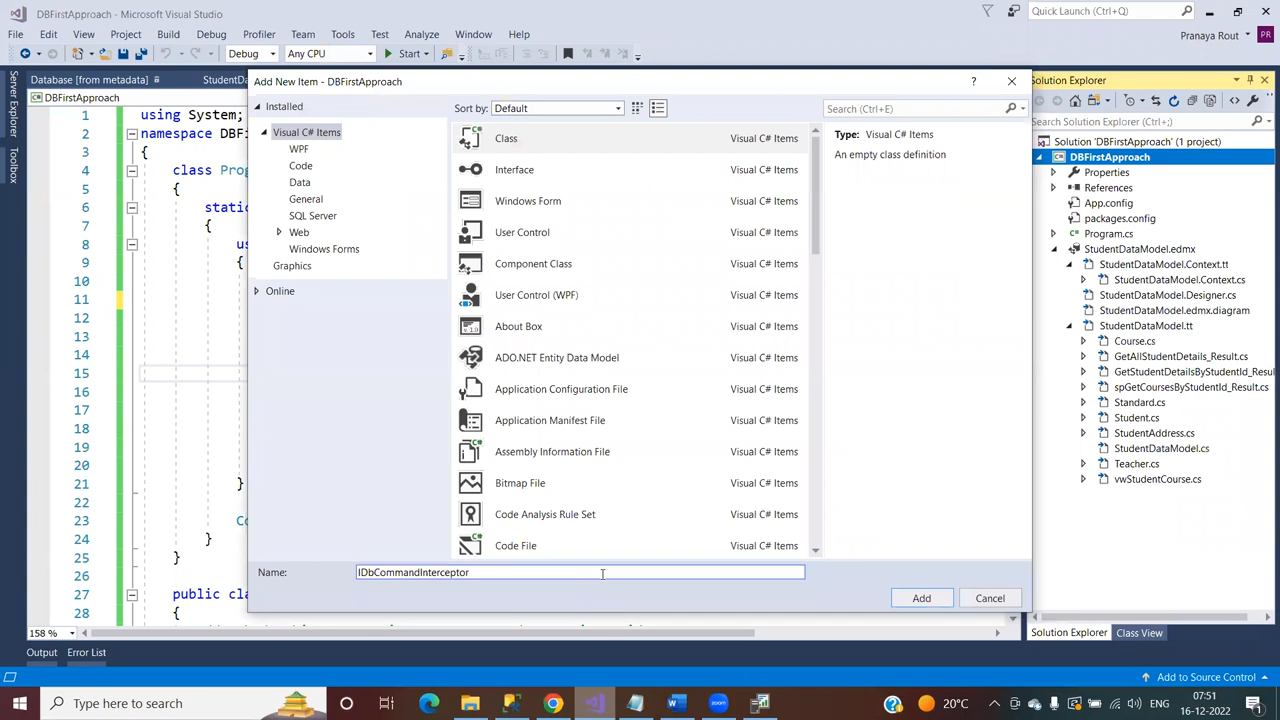 DBFirstApproach - Microsoft Visual Studio
Quick Launch (Ctrl+Q)
File Edit View Project Build Debug Profiler Team Tools Test Analyze Window Help
Pranaya Rout PR
Debug Any CPU Start
Server Explorer
Toolbox
Database [from metadata]
StudentDa
DBFirstApproach
1 using System;
2 namespace DBF
3 {
4 class Prog
5 {
6 static
7 {
8 us
9 {
10
11
12
13
14
15
16
17
18
19
20
21 }
22
23 Co
24 }
25 }
26
27 public cla
28 {
158 %
Add New Item - DBFirstApproach
?
Installed
Visual C# Items
WPF
Code
Data
General
SQL Server
Web
Windows Forms
Graphics
Online
Sort by: Default
Search (Ctrl+E)
Class Visual C# Items
Interface Visual C# Items
Windows Form Visual C# Items
User Control Visual C# Items
Component Class Visual C# Items
User Control (WPF) Visual C# Items
About Box Visual C# Items
ADO.NET Entity Data Model Visual C# Items
Application Configuration File Visual C# Items
Application Manifest File Visual C# Items
Assembly Information File Visual C# Items
Bitmap File Visual C# Items
Code Analysis Rule Set Visual C# Items
Code File Visual C# Items
Type: Visual C# Items
An empty class definition
Name: IDbCommandInterceptor
Add Cancel
Solution Explorer
Search Solution Explorer (Ctrl+;)
Solution 'DBFirstApproach' (1 project)
DBFirstApproach
Properties
References
App.config
packages.config
Program.cs
StudentDataModel.edmx
StudentDataModel.Context.tt
StudentDataModel.Context.cs
StudentDataModel.Designer.cs
StudentDataModel.edmx.diagram
StudentDataModel.tt
Course.cs
GetAllStudentDetails_Result.cs
GetStudentDetailsByStudentId_Res
spGetCoursesByStudentId_Result.cs
Standard.cs
Student.cs
StudentAddress.cs
StudentDataModel.cs
Teacher.cs
vwStudentCourse.cs
Solution Explorer Class View
Output Error List
Add to Source Control
Type here to search
20°C
07:51
16-12-2022
1